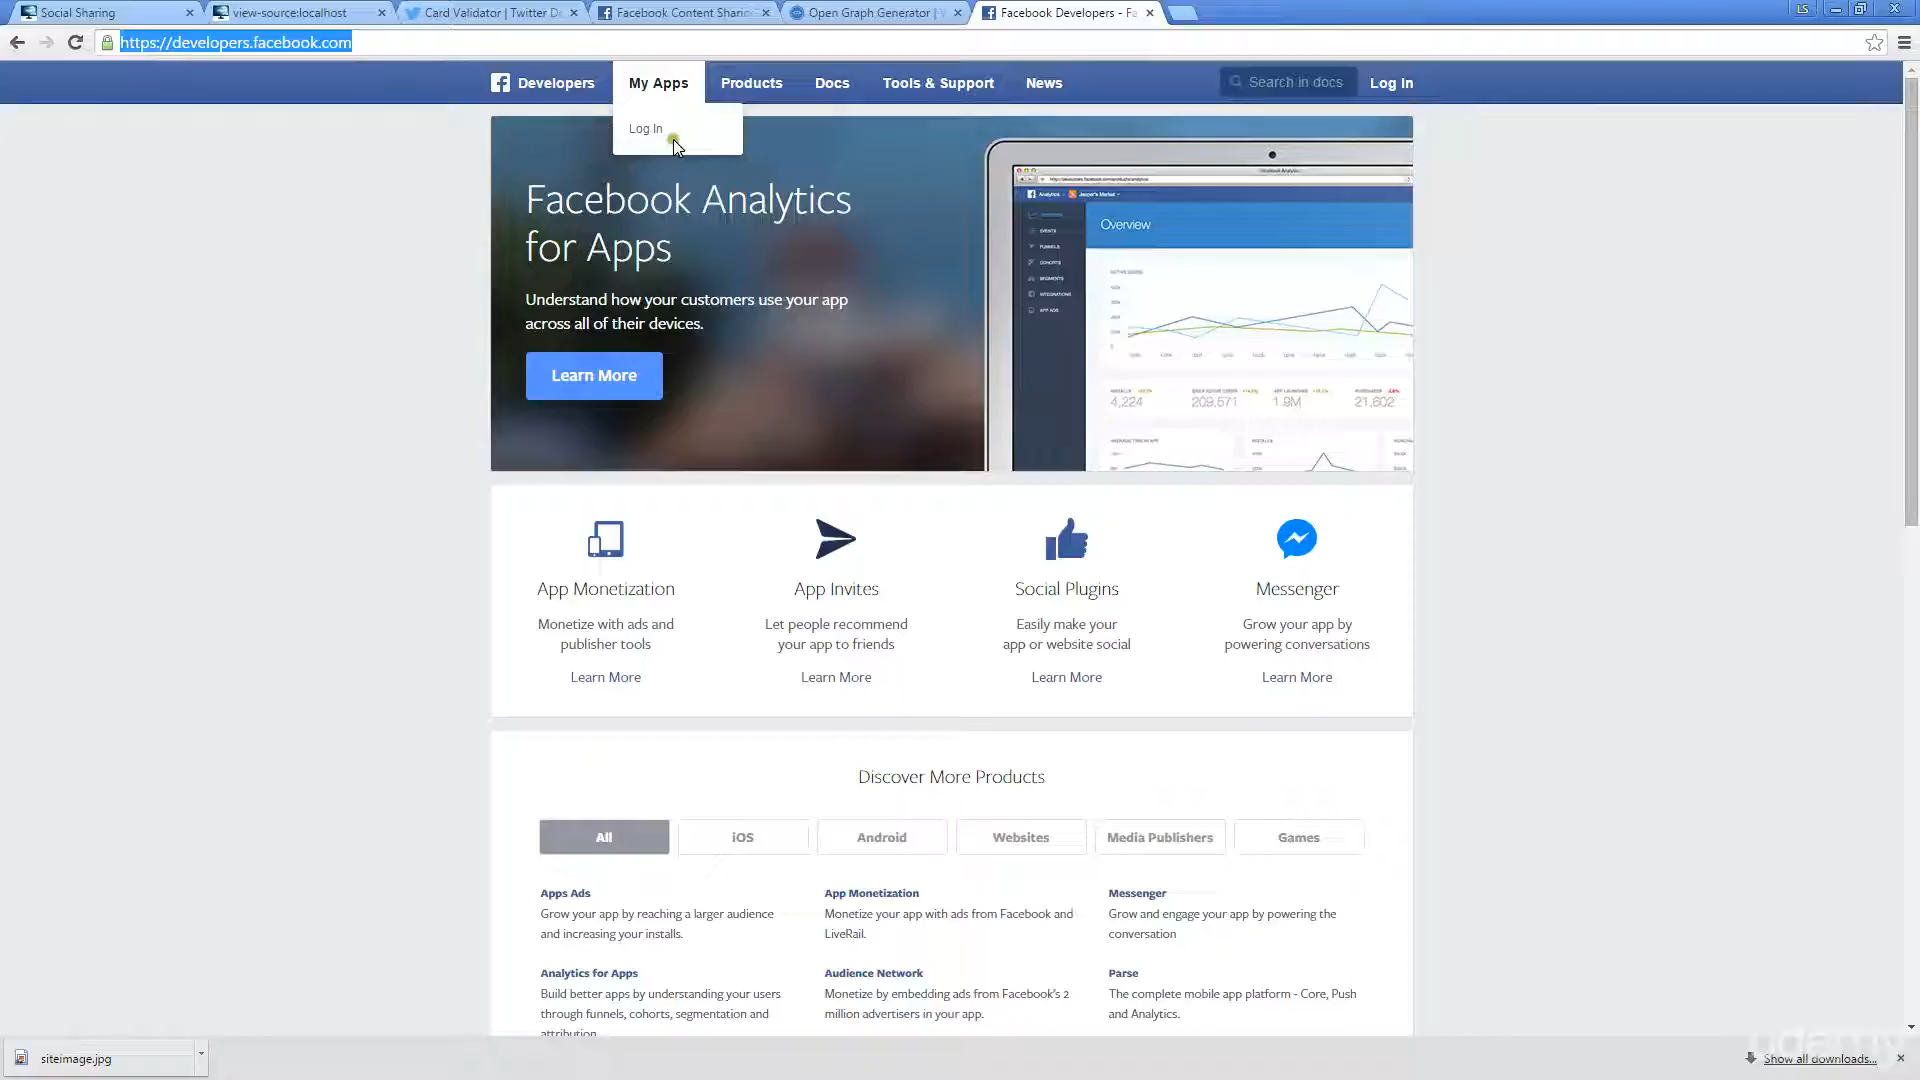 Social Sharing
view-source:localhost
Card Validator | Twitter D
Facebook Content Sharin
Open Graph Generator | V
Facebook Developers - Fa
LS
https://developers.facebook.com
Developers
My Apps
Products
Docs
Tools & Support
News
Search in docs
Log In
Log In
Facebook Analytics
for Apps
Understand how your customers use your app
across all of their devices.
Learn More
Overview
EVENTS
FUNNELS
COHORTS
SEGMENTS
INTEGRATIONS
APP ADS
4,224
209,571
1.9M
21,602
App Monetization
Monetize with ads and
publisher tools
Learn More
App Invites
Let people recommend
your app to friends
Learn More
Social Plugins
Easily make your
app or website social
Learn More
Messenger
Grow your app by
powering conversations
Learn More
Discover More Products
All
iOS
Android
Websites
Media Publishers
Games
Apps Ads
Grow your app by reaching a larger audience
and increasing your installs.
App Monetization
Monetize your app with ads from Facebook and
LiveRail.
Messenger
Grow and engage your app by powering the
conversation
Analytics for Apps
Build better apps by understanding your users
through funnels, cohorts, segmentation and
attribution
Audience Network
Monetize by embedding ads from Facebook's 2
million advertisers in your app.
Parse
The complete mobile app platform - Core, Push
and Analytics.
siteimage.jpg
Show all downloads...
udemy